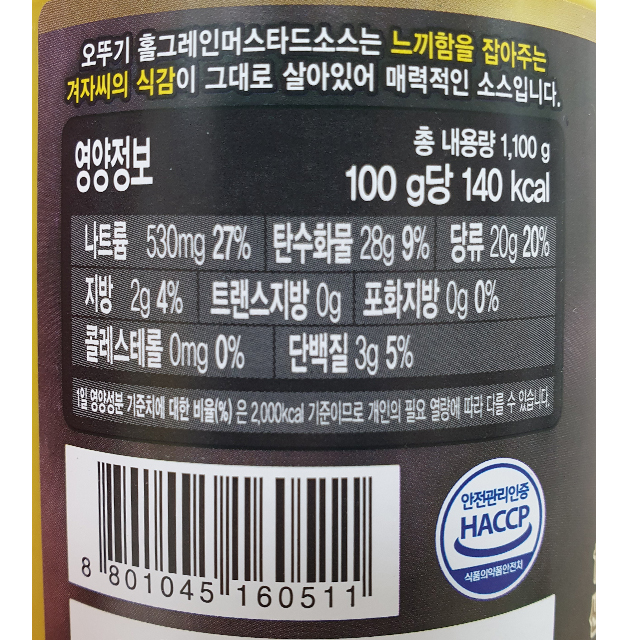 오뚜기 홀그레인머스타드소스는 느끼함을 잡아주는
겨자씨의 식감이 그대로 살아있어 매력적인 소스입니다.
영양정보
총 내용량 1,100 g
100 g당 140 kcal
나트륨 530mg 27% 탄수화물 28g 9% 당류 20g 20%
지방 2g 4% 트랜스지방 0g 포화지방 0g 0%
콜레스테롤 0mg 0% 단백질 3g 5%
1일 영양성분 기준치에 대한 비율(%)은 2,000kcal 기준이므로 개인의 필요 열량에 따라 다를 수 있습니다.
안전관리인증
HACCP
식품의약품안전처
8 801045 160511